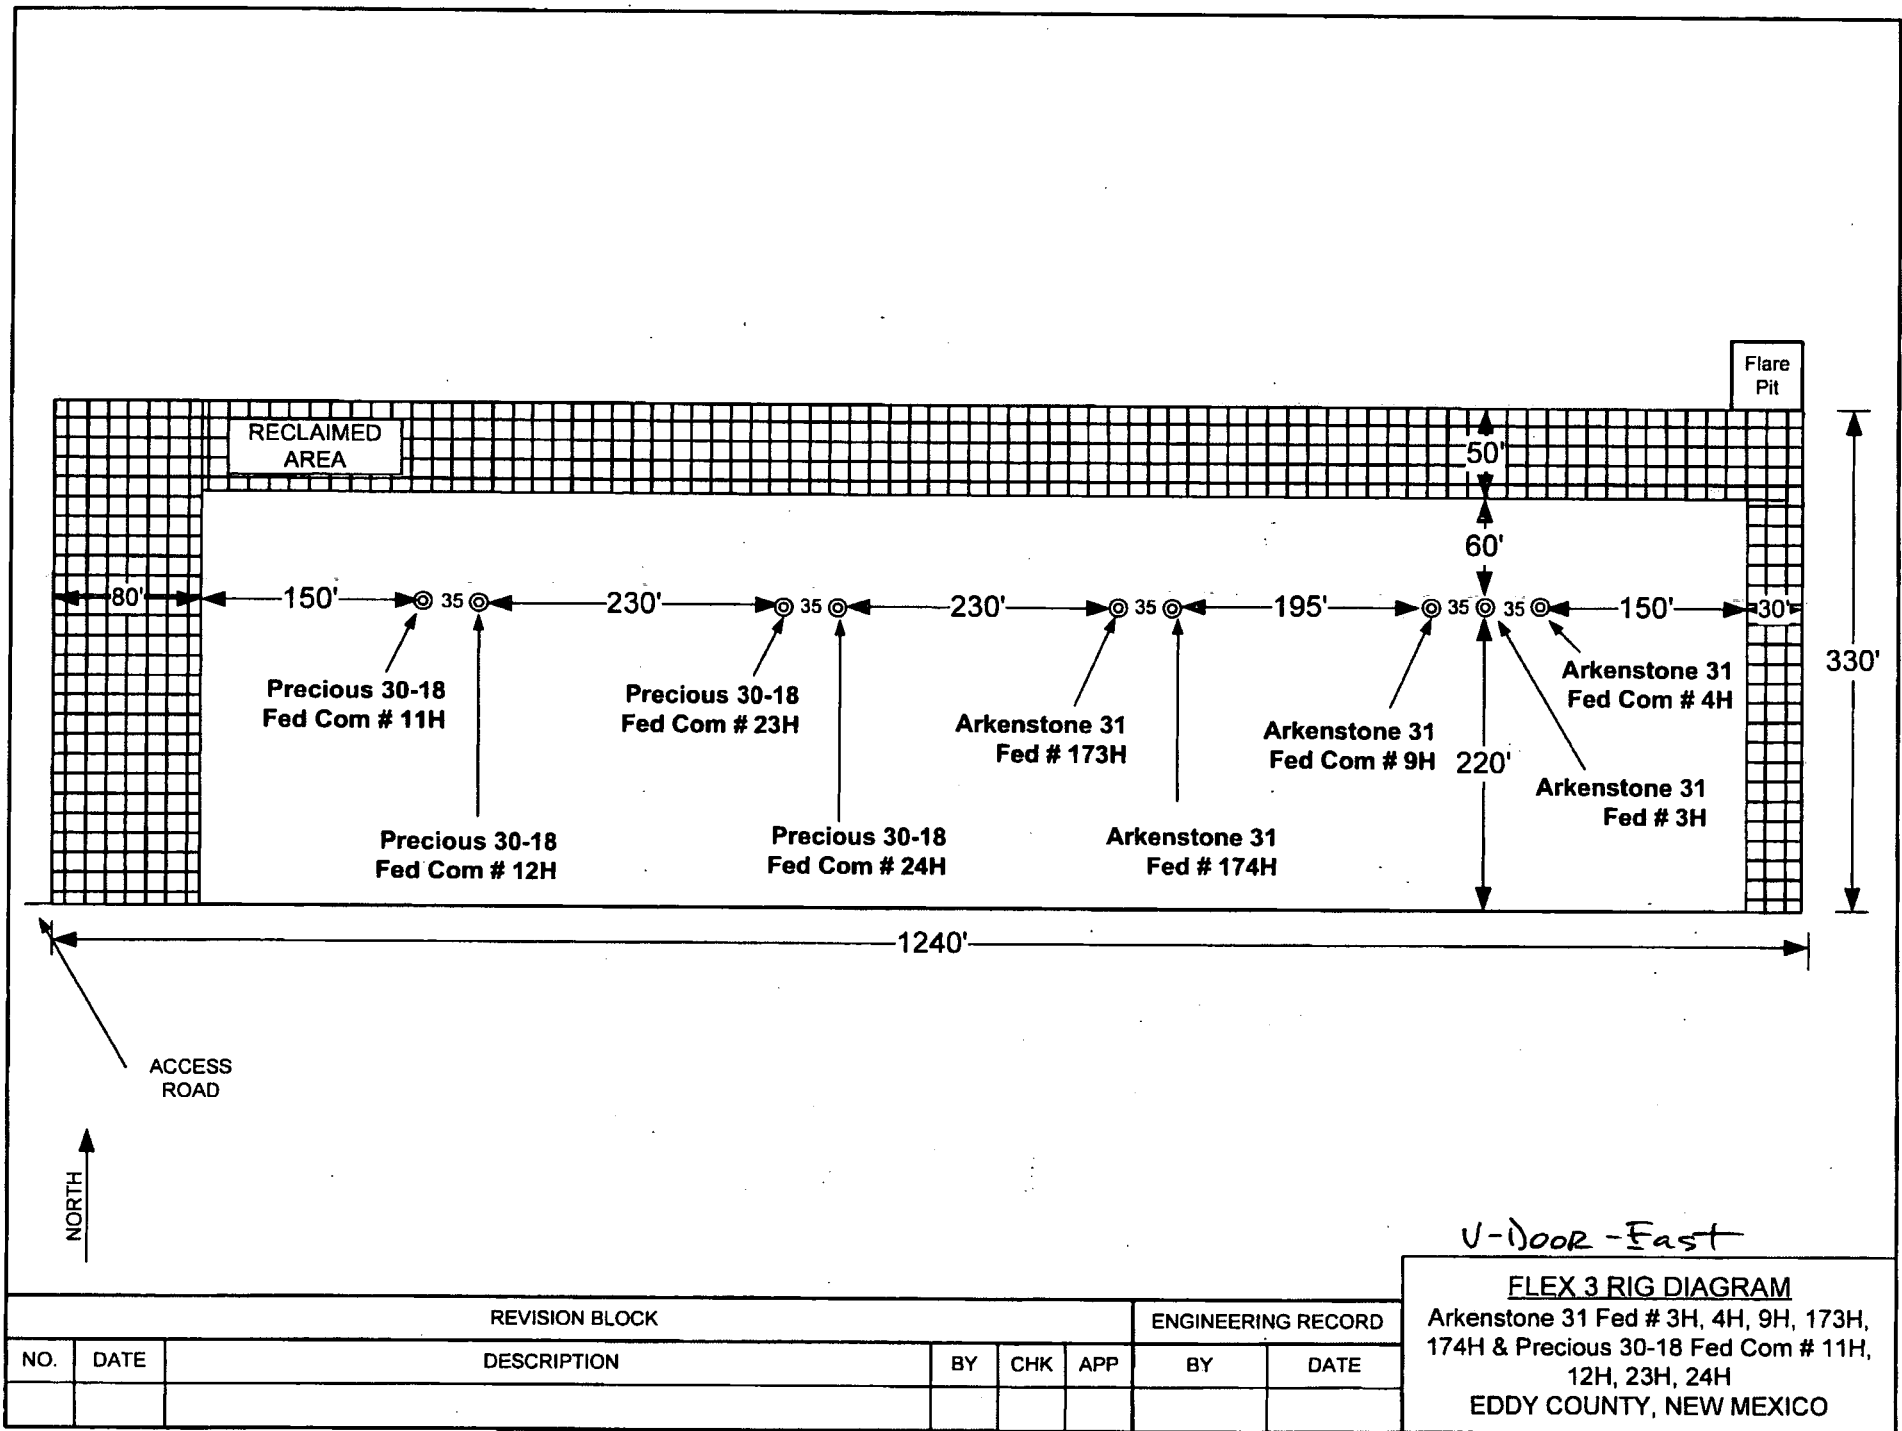 Flare
Pit
RECLAIMED
AREA
50'
60'
80'
150'
35
230'
35
230'
35
195'
35
35
150'
30'
330'
Precious 30-18
Fed Com # 11H
Precious 30-18
Fed Com # 23H
Arkenstone 31
Fed # 173H
Arkenstone 31
Fed Com # 9H
Arkenstone 31
Fed Com # 4H
220'
Arkenstone 31
Fed # 3H
Precious 30-18
Fed Com # 12H
Precious 30-18
Fed Com # 24H
Arkenstone 31
Fed # 174H
1240'
ACCESS
ROAD
NORTH
V-DOOR - East
FLEX 3 RIG DIAGRAM
Arkenstone 31 Fed # 3H, 4H, 9H, 173H,
174H & Precious 30-18 Fed Com # 11H,
12H, 23H, 24H
EDDY COUNTY, NEW MEXICO
REVISION BLOCK
ENGINEERING RECORD
NO. DATE DESCRIPTION BY CHK APP BY DATE